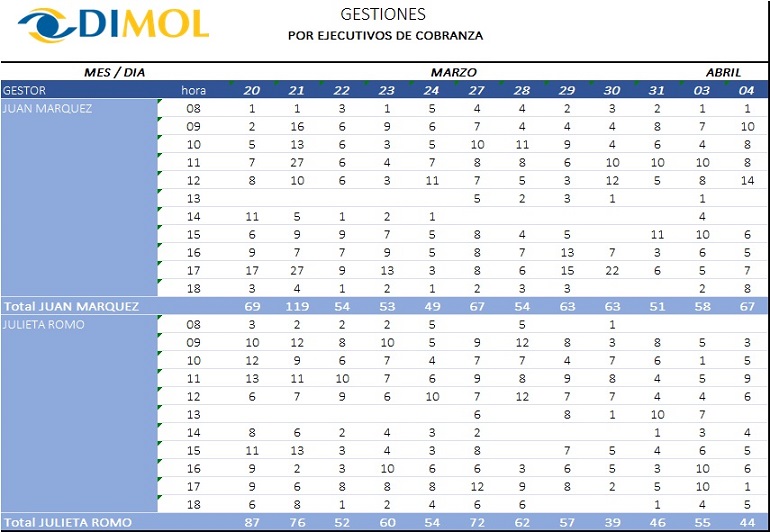 DIMOL
GESTIONES
POR EJECUTIVOS DE COBRANZA
MES / DIA MARZO ABRIL
GESTOR hora 20 21 22 23 24 27 28 29 30 31 03 04
JUAN MARQUEZ 08 1 1 3 1 5 4 4 2 3 2 1 1
09 2 16 6 9 6 7 4 4 4 8 7 10
10 5 13 6 3 5 10 11 9 4 6 4 8
11 7 27 6 4 7 8 8 6 10 10 10 8
12 8 10 6 3 11 7 5 3 12 5 8 14
13 5 2 3 1 1
14 11 5 1 2 1 4
15 6 9 9 7 5 8 4 5 11 10 6
16 9 7 7 9 5 8 7 13 7 3 6 5
17 17 27 9 13 3 8 6 15 22 6 5 7
18 3 4 1 2 1 2 3 3 2 8
Total JUAN MARQUEZ 69 119 54 53 49 67 54 63 63 51 58 67
JULIETA ROMO 08 3 2 2 2 5 5 1
09 10 12 8 10 5 9 12 8 3 8 5 3
10 12 9 6 7 4 7 7 4 7 6 1 5
11 13 11 10 7 6 9 8 9 8 4 5 9
12 6 7 9 6 10 7 12 7 7 4 4 6
13 6 8 1 10 7
14 8 6 2 4 3 2 1 3 4
15 11 13 3 4 3 8 7 5 4 6 5
16 9 2 3 10 6 6 3 6 5 3 10 6
17 9 6 8 8 8 12 9 8 2 5 10 1
18 6 8 1 2 4 6 6 1 4 5
Total JULIETA ROMO 87 76 52 60 54 72 62 57 39 46 55 44